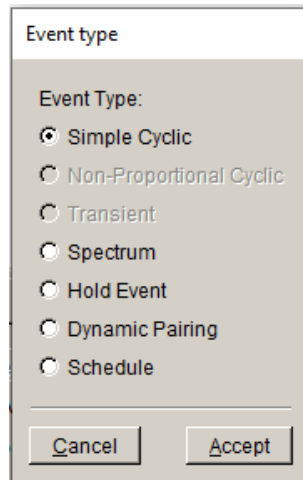 Event type
Event Type:
Simple Cyclic
Non-Proportional Cyclic
Transient
Spectrum
Hold Event
Dynamic Pairing
Schedule
Cancel Accept